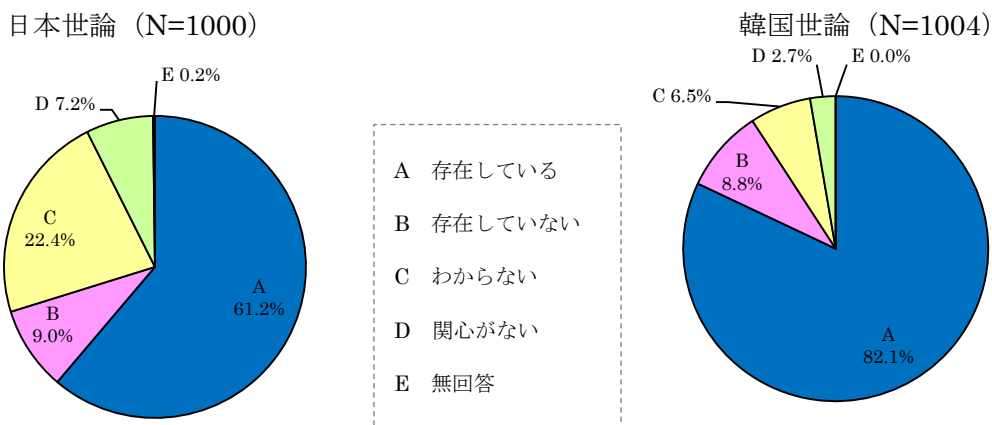 日本世論（N=1000）
E 0.2%
D 7.2%
C
22.4%
B
9.0%
A
61.2%
A 存在している
B 存在していない
C わからない
D 関心がない
E 無回答
韓国世論（N=1004）
D 2.7%
E 0.0%
C 6.5%
B
8.8%
A
82.1%